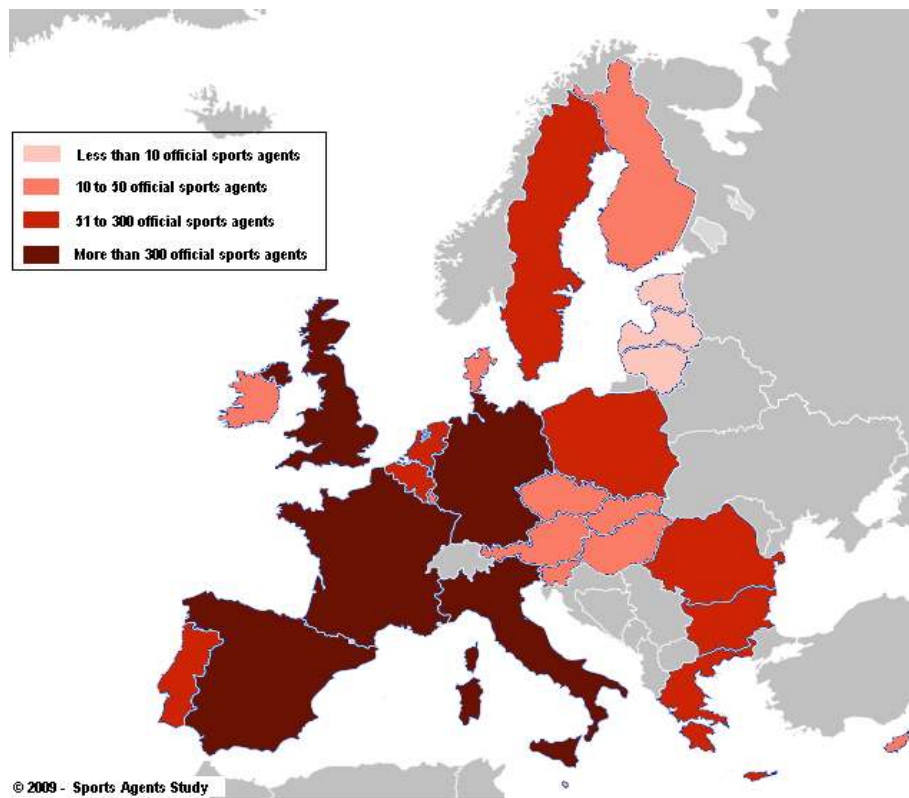 Less than 10 official sports agents
10 to 50 official sports agents
51 to 300 official sports agents
More than 300 official sports agents
© 2009 - Sports Agents Study